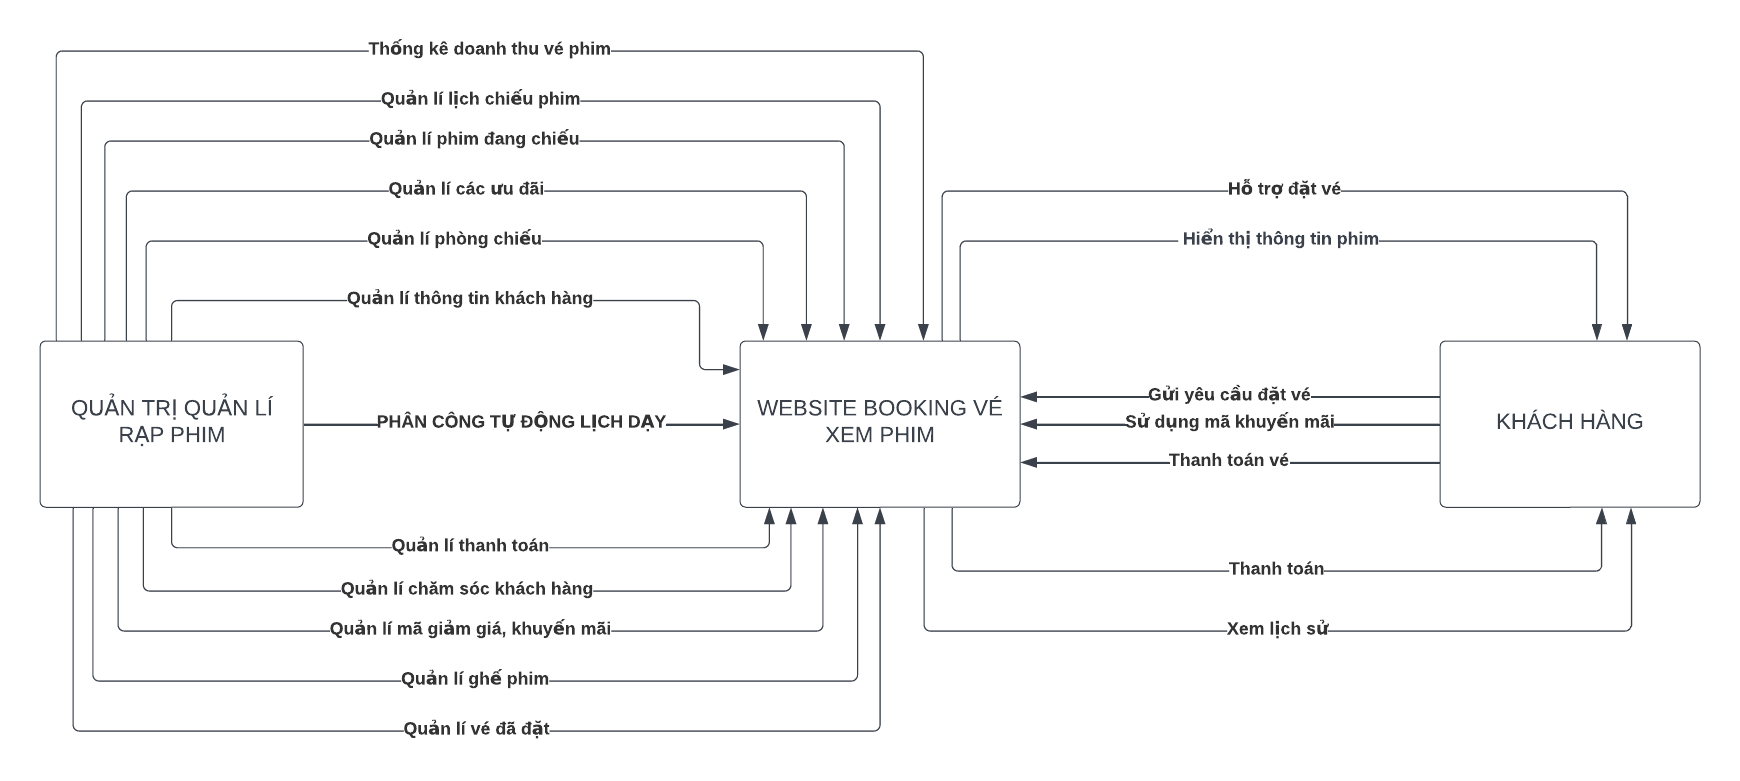 Thống kê doanh thu vé phim
Quản lí lịch chiếu phim
Quản lí phim đang chiếu
Quản lí các ưu đãi
Hỗ trợ đặt vé
Quản lí phòng chiếu
Hiển thị thông tin phim
Quản lí thông tin khách hàng
QUẢN TRỊ QUẢN LÍ
RẠP PHIM
PHÂN CÔNG TỰ ĐỘNG LỊCH DẠY
WEBSITE BOOKING VÉ
XEM PHIM
Gửi yêu cầu đặt vé
Sử dụng mã khuyến mãi
Thanh toán vé
KHÁCH HÀNG
Quản lí thanh toán
Thanh toán
Quản lí chăm sóc khách hàng
Quản lí mã giảm giá, khuyến mãi
Xem lịch sử
Quản lí ghế phim
Quản lí vé đã đặt